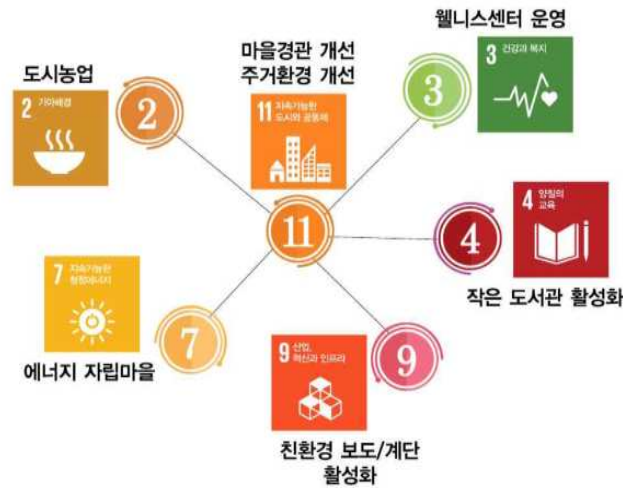 웰니스센터 운영
3 건강과 복지
3
마을경관 개선
주거환경 개선
11 지속가능한
도시와 공동체
11
도시농업
2 기아해결
2
4 양질의
교육
4
작은 도서관 활성화
7 지속가능한
청정에너지
7
에너지 자립마을
9 산업,
혁신과 인프라
9
친환경 보도/계단
활성화